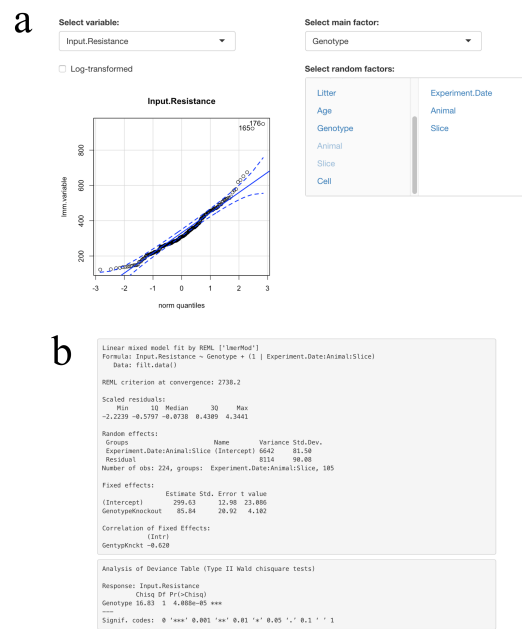 a
Select variable:
Input.Resistance
Log-transformed
Select main factor:
Genotype
Select random factors:
Litter
Age
Genotype
Animal
Slice
Cell
Experiment.Date
Animal
Slice
Input.Resistance
176
165
lmm.variable
200
400
600
800
-3 -2 -1 0 1 2 3
norm quantiles
b
Linear mixed model fit by REML ['lmerMod']
Formula: Input.Resistance ~ Genotype + (1 | Experiment.Date:Animal:Slice)
Data: filt.data()
REML criterion at convergence: 2738.2
Scaled residuals:
Min 1Q Median 3Q Max
-2.2239 -0.5797 -0.0738 0.4309 4.3441
Random effects:
Groups Name Variance Std.Dev.
Experiment.Date:Animal:Slice (Intercept) 6642 81.50
Residual 8114 90.08
Number of obs: 224, groups: Experiment.Date:Animal:Slice, 105
Fixed effects:
Estimate Std. Error t value
(Intercept) 299.63 12.98 23.086
GenotypeKnockout 85.84 20.92 4.102
Correlation of Fixed Effects:
(Intr)
GentypKnckt -0.620
Analysis of Deviance Table (Type II Wald chisquare tests)
Response: Input.Resistance
Chisq Df Pr(>Chisq)
Genotype 16.83 1 4.088e-05 ***
---
Signif. codes: 0 '***' 0.001 '**' 0.01 '*' 0.05 '.' 0.1 ' ' 1